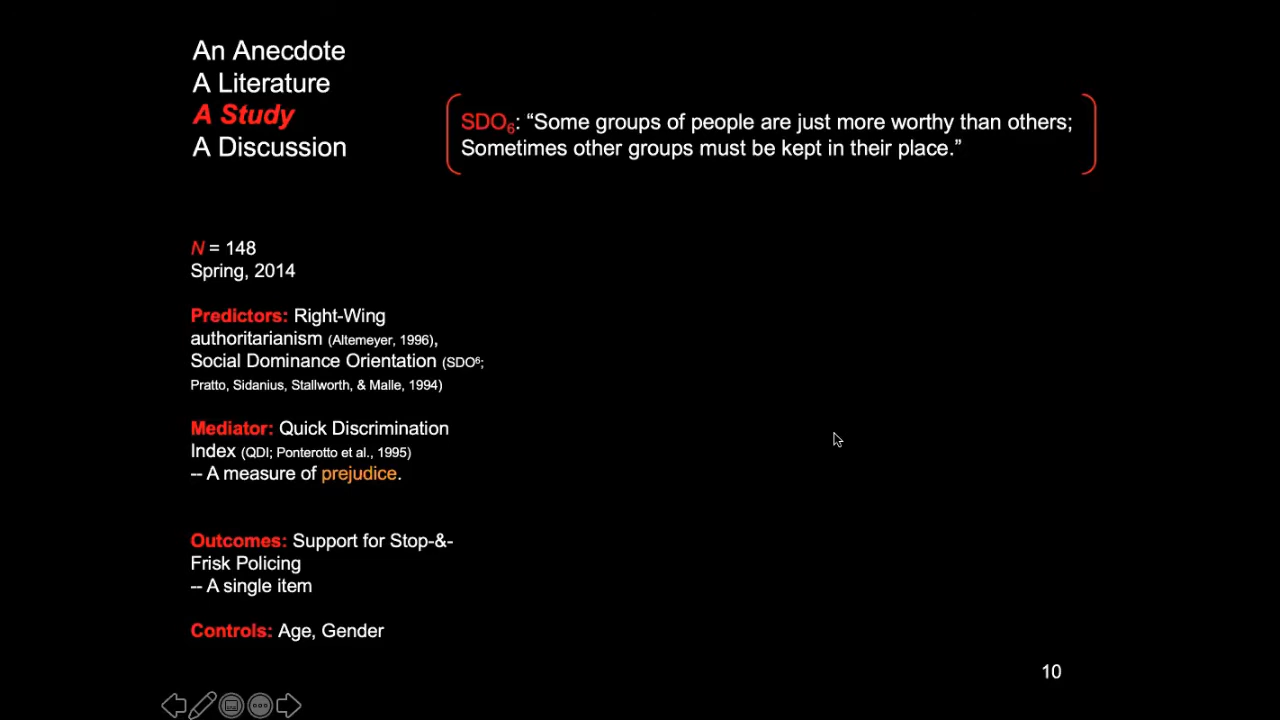 An Anecdote
A Literature
A Study
A Discussion
SDO6: “Some groups of people are just more worthy than others;
Sometimes other groups must be kept in their place.”
N = 148
Spring, 2014
Predictors: Right-Wing
authoritarianism (Altemeyer, 1996),
Social Dominance Orientation (SDO⁶;
Pratto, Sidanius, Stallworth, & Malle, 1994)
Mediator: Quick Discrimination
Index (QDI; Ponterotto et al., 1995)
-- A measure of prejudice.
Outcomes: Support for Stop-&-
Frisk Policing
-- A single item
Controls: Age, Gender
10